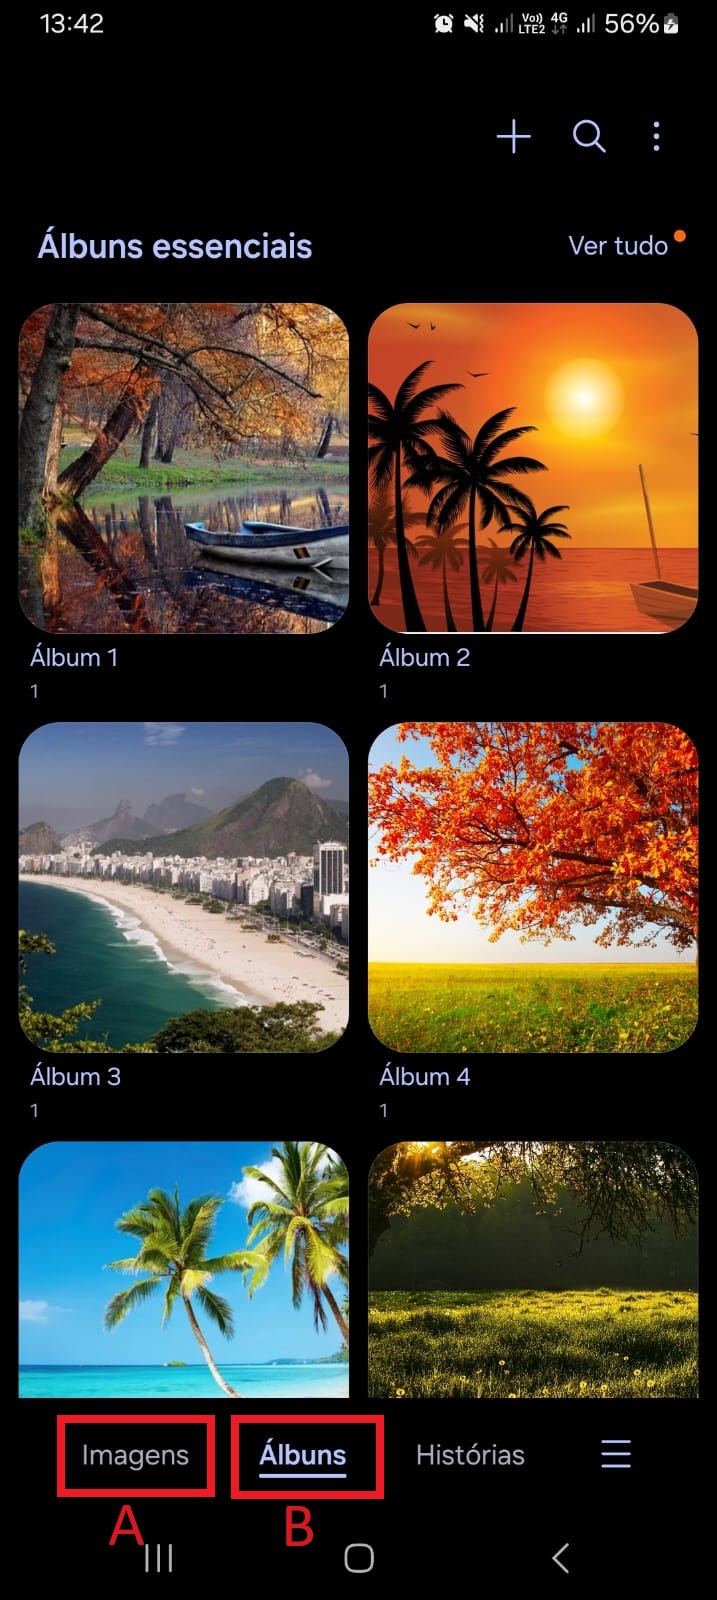 13:42 Vo)) LTE2 4G 56%
Álbuns essenciais Ver tudo
Álbum 1 Álbum 2
1 1
Álbum 3 Álbum 4
1 1
Imagens Álbuns Histórias
A B